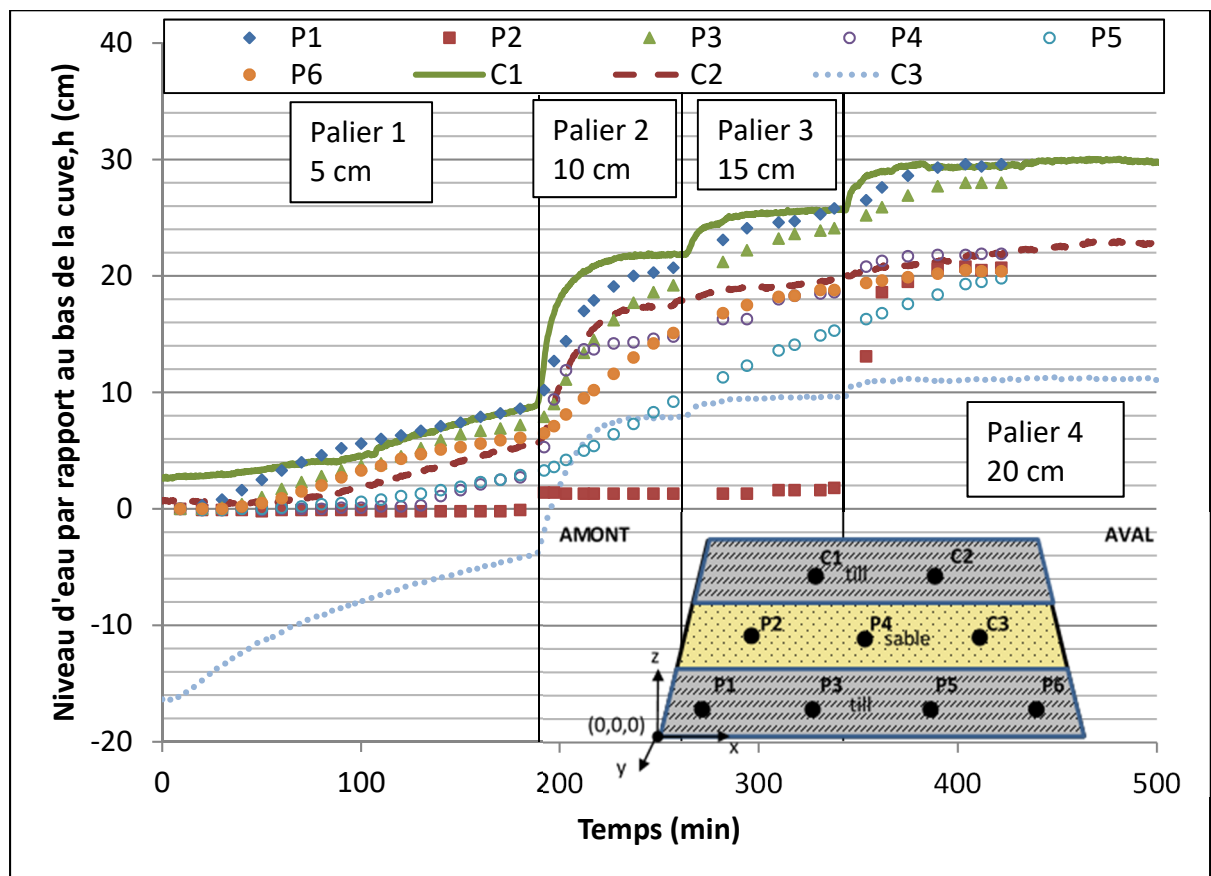 P1 P2 P3 P4 P5
P6 C1 C2 C3
Niveau d'eau par rapport au bas de la cuve,h (cm)
40
30
20
10
0
-10
-20
Palier 1
5 cm
Palier 2
10 cm
Palier 3
15 cm
Palier 4
20 cm
AMONT
AVAL
C1 till C2
P2 P4 sable C3
P1 P3 till P5 P6
z
(0,0,0)
x
y
0 100 200 300 400 500
Temps (min)